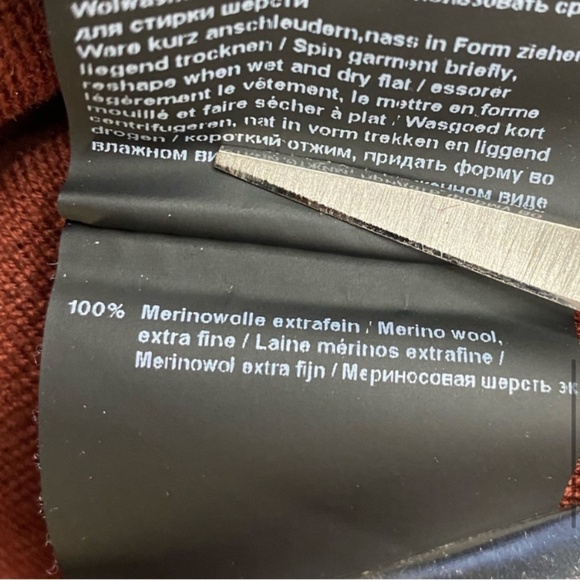 für стирки шерсти
Ware kurz anschleudern,nass in Form ziehen
liegend trocknen / Spin garment briefly,
reshape when wet and dry flat / essorer
légèrement le vêtement, le mettre en forme
mouillé et faire sécher à plat / Wasgoed kort
centrifugeren, nat in vorm trekken en liggend
drogen / короткий отжим, придать форму во
влажном виде
100% Merinowolle extrafein / Merino wool,
extra fine / Laine mérinos extrafine /
Merinowol extra fijn / Мериносовая шерсть